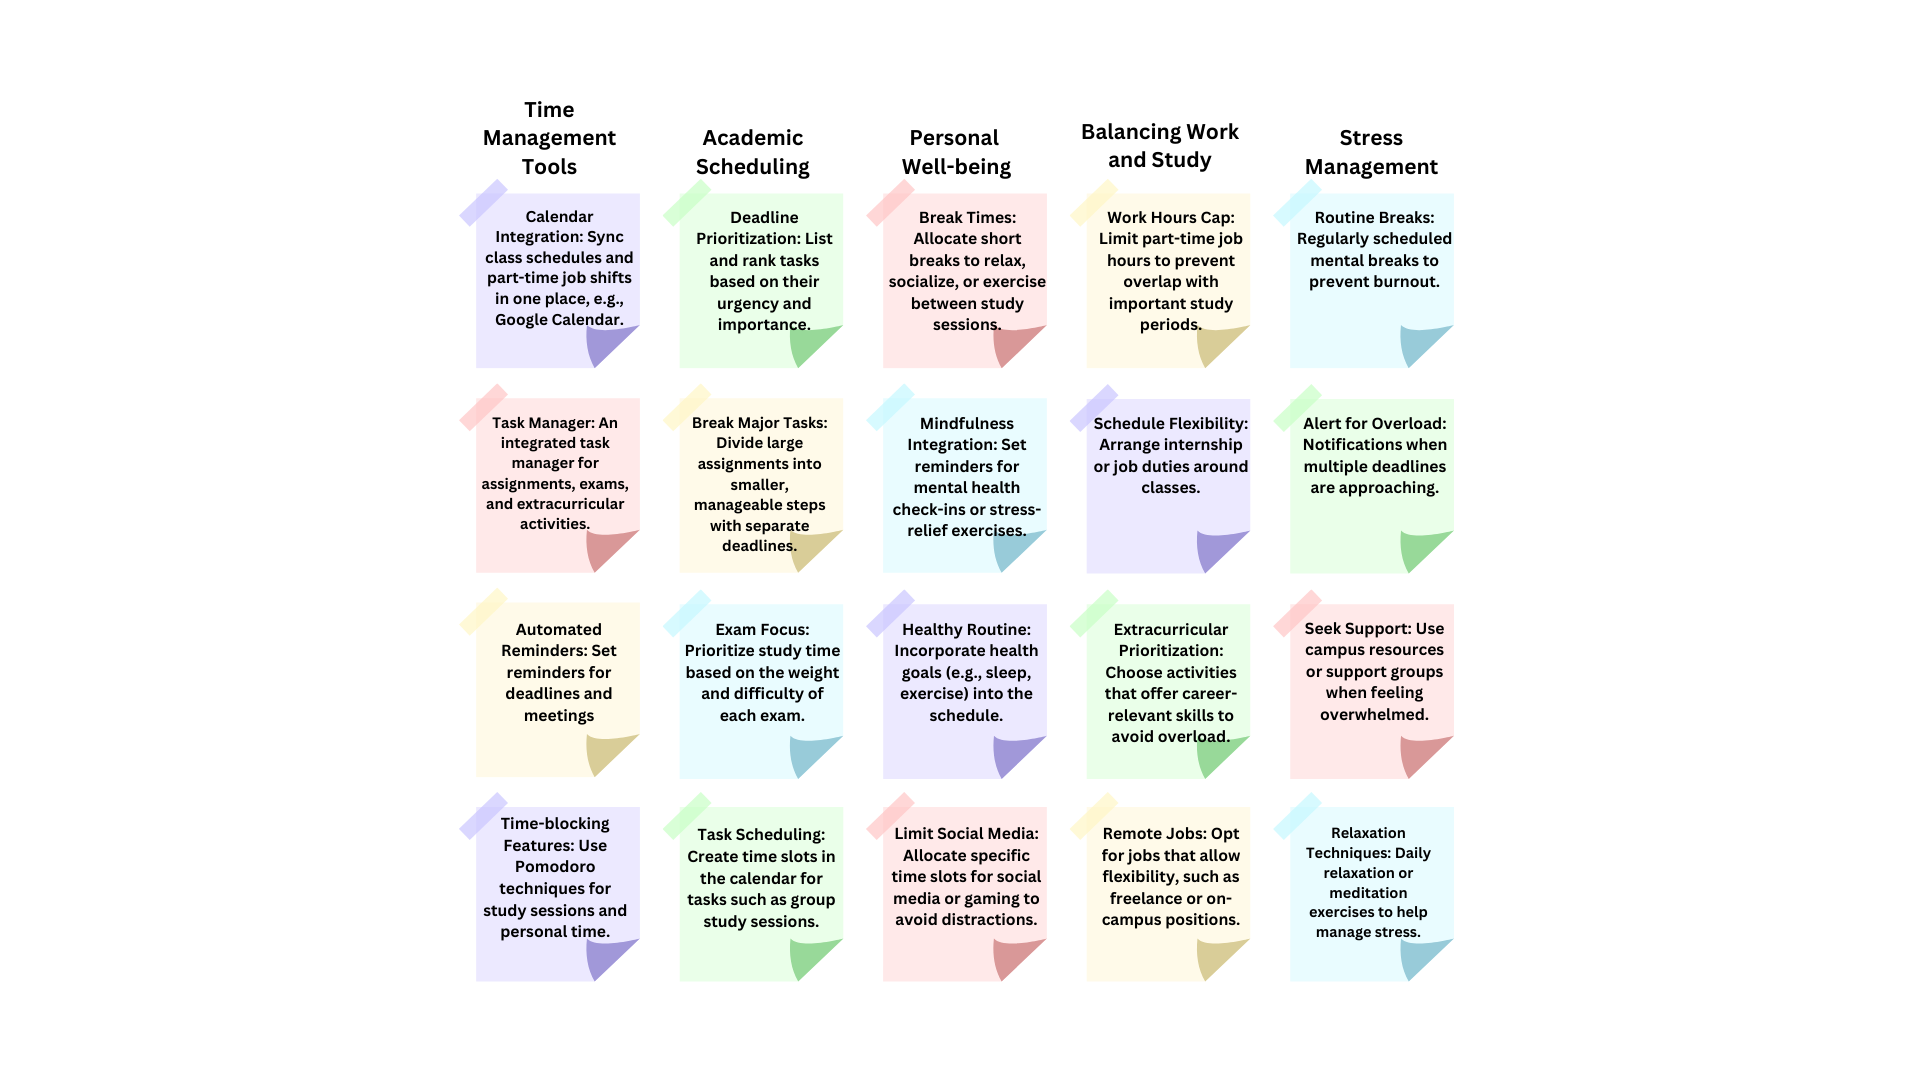 Time
Management
Tools
Calendar
Integration: Sync
class schedules and
part-time job shifts
in one place, e.g.,
Google Calendar.
Task Manager: An
integrated task
manager for
assignments, exams,
and extracurricular
activities.
Automated
Reminders: Set
reminders for
deadlines and
meetings
Time-blocking
Features: Use
Pomodoro
techniques for
study sessions and
personal time.
Academic
Scheduling
Deadline
Prioritization: List
and rank tasks
based on their
urgency and
importance.
Break Major Tasks:
Divide large
assignments into
smaller,
manageable steps
with separate
deadlines.
Exam Focus:
Prioritize study time
based on the weight
and difficulty of
each exam.
Task Scheduling:
Create time slots in
the calendar for
tasks such as group
study sessions.
Personal
Well-being
Break Times:
Allocate short
breaks to relax,
socialize, or exercise
between study
sessions.
Mindfulness
Integration: Set
reminders for
mental health
check-ins or stress-
relief exercises.
Healthy Routine:
Incorporate health
goals (e.g., sleep,
exercise) into the
schedule.
Limit Social Media:
Allocate specific
time slots for social
media or gaming to
avoid distractions.
Balancing Work
and Study
Work Hours Cap:
Limit part-time job
hours to prevent
overlap with
important study
periods.
Schedule Flexibility:
Arrange internship
or job duties around
classes.
Extracurricular
Prioritization:
Choose activities
that offer career-
relevant skills to
avoid overload.
Remote Jobs: Opt
for jobs that allow
flexibility, such as
freelance or on-
campus positions.
Stress
Management
Routine Breaks:
Regularly scheduled
mental breaks to
prevent burnout.
Alert for Overload:
Notifications when
multiple deadlines
are approaching.
Seek Support: Use
campus resources
or support groups
when feeling
overwhelmed.
Relaxation
Techniques: Daily
relaxation or
meditation
exercises to help
manage stress.